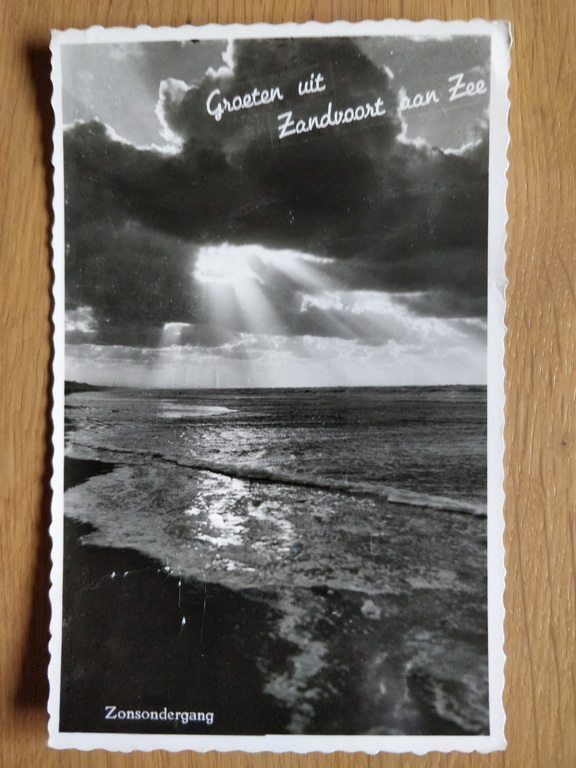 Groeten uit
Zandvoort aan Zee
Zonsondergang